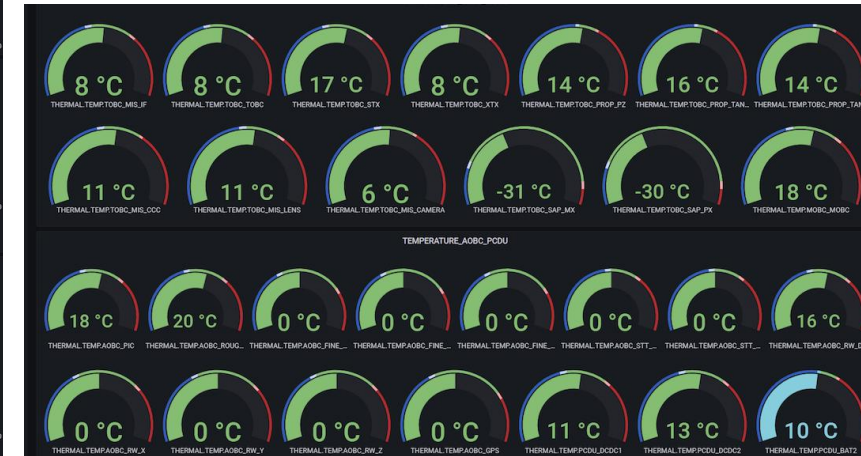 8 °C 8 °C 17 °C 8 °C 14 °C 16 °C 14 °C
THERMAL.TEMP.TOBC_MIS_IF THERMAL.TEMP.TOBC_TOBC THERMAL.TEMP.TOBC_STX THERMAL.TEMP.TOBC_XTX THERMAL.TEMP.TOBC_PROP_PZ THERMAL.TEMP.TOBC_PROP_TAN... THERMAL.TEMP.TOBC_PROP_TAN
11 °C 11 °C 6 °C -31 °C -30 °C 18 °C
THERMAL.TEMP.TOBC_MIS_CCC THERMAL.TEMP.TOBC_MIS_LENS THERMAL.TEMP.TOBC_MIS_CAMERA THERMAL.TEMP.TOBC_SAP_MX THERMAL.TEMP.TOBC_SAP_PX THERMAL.TEMP.MOBC_MOBC
TEMPERATURE_AOBC_PCDU
18 °C 20 °C 0 °C 0 °C 0 °C 0 °C 0 °C 16 °C
THERMAL.TEMP.AOBC_PIC THERMAL.TEMP.AOBC_ROUG... THERMAL.TEMP.AOBC_FINE_... THERMAL.TEMP.AOBC_FINE_... THERMAL.TEMP.AOBC_FINE_... THERMAL.TEMP.AOBC_STT_... THERMAL.TEMP.AOBC_STT_... THERMAL.TEMP.AOBC_RW_D
0 °C 0 °C 0 °C 0 °C 11 °C 13 °C 10 °C
THERMAL.TEMP.AOBC_RW_X THERMAL.TEMP.AOBC_RW_Y THERMAL.TEMP.AOBC_RW_Z THERMAL.TEMP.AOBC_GPS THERMAL.TEMP.PCDU_DCDC1 THERMAL.TEMP.PCDU_DCDC2 THERMAL.TEMP.PCDU_BAT2